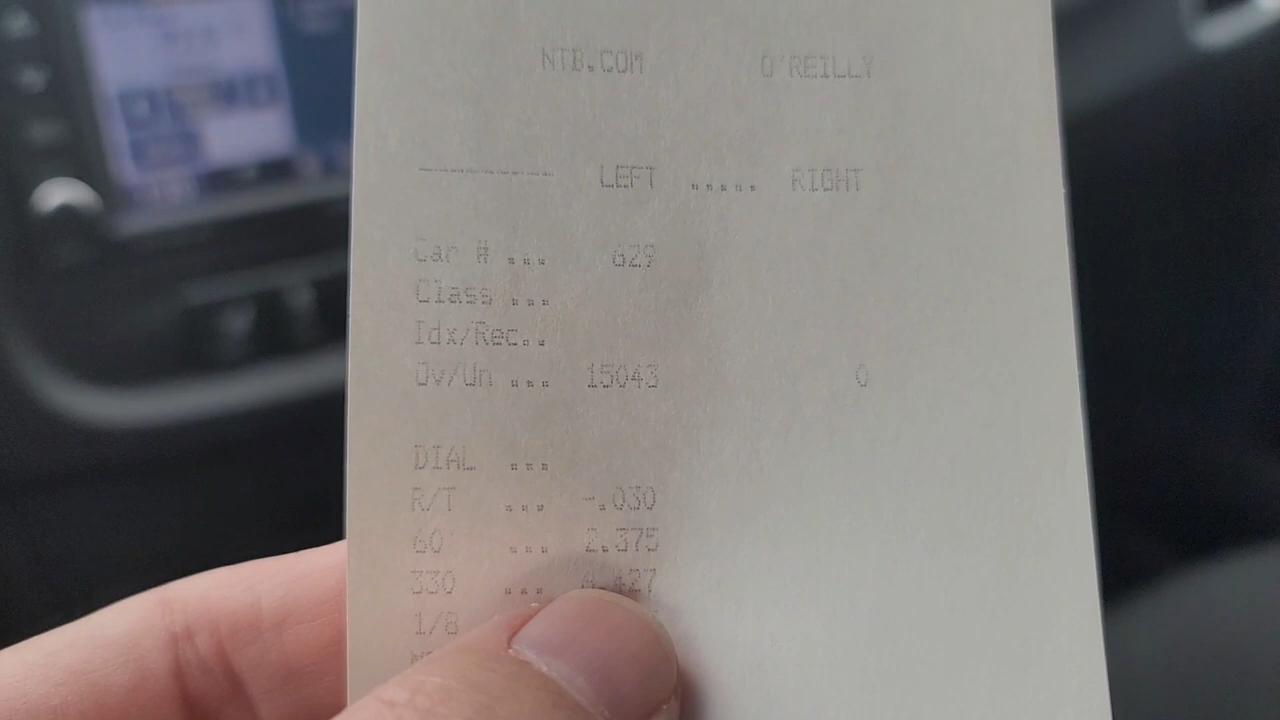 NTB.COM O'REILLY
---------- LEFT ..... RIGHT
Car # ... 629
Class ...
Idx/Rec..
Ov/Un ... 15043 0
DIAL ...
R/T ... -.030
60' ... 2.375
330 ...
1/8